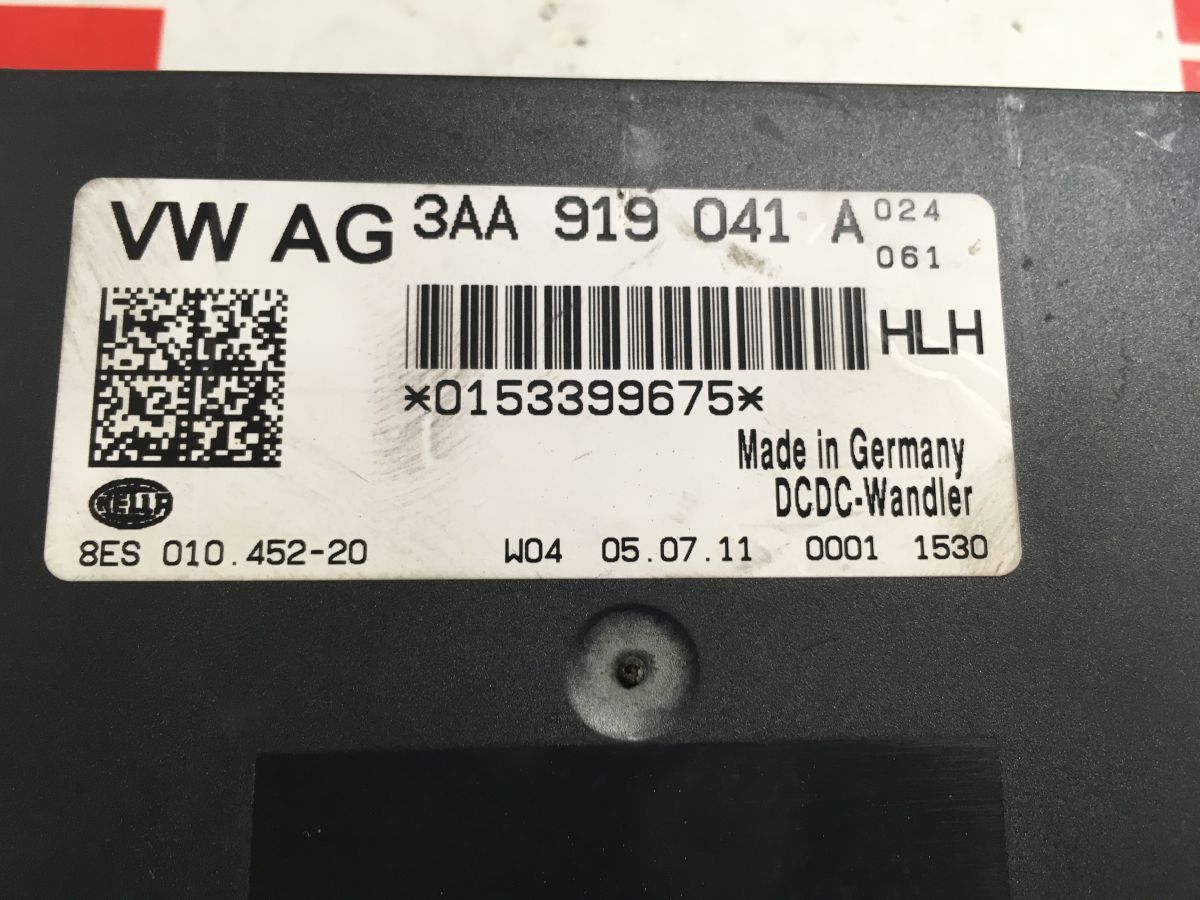 VW AG 3AA 919 041 A 024
061
HLH
*0153399675*
Made in Germany
DCDC-Wandler
HELLA
8ES 010.452-20 W04 05.07.11 0001 1530